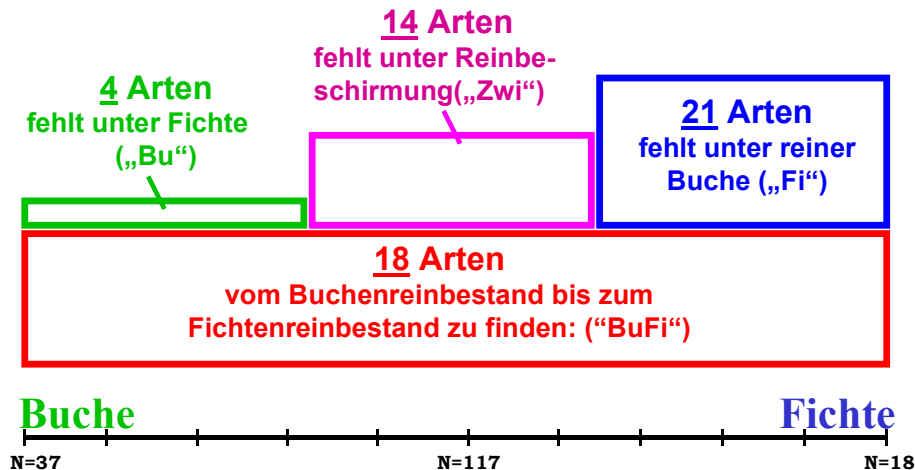 14 Arten
fehlt unter Reinbe-
schirmung(„Zwi“)
4 Arten
fehlt unter Fichte
(„Bu“)
21 Arten
fehlt unter reiner
Buche („Fi“)
18 Arten
vom Buchenreinbestand bis zum
Fichtenreinbestand zu finden: (“BuFi“)
Buche
Fichte
N=37
N=117
N=18